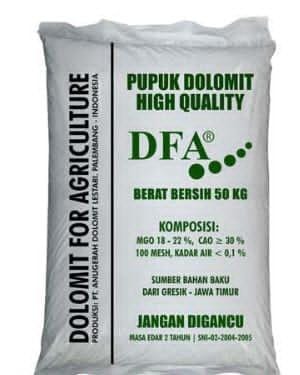 PUPUK DOLOMIT
HIGH QUALITY
DFA®
BERAT BERSIH 50 KG
KOMPOSISI:
MGO 18 - 22 %, CAO ≥ 30 %
100 MESH, KADAR AIR < 0,1 %
SUMBER BAHAN BAKU
DARI GRESIK - JAWA TIMUR
JANGAN DIGANCU
MASA EDAR 2 TAHUN | SNI-02-2004-2005
DOLOMIT FOR AGRICULTURE
PRODUKSI: PT. ANUGERAH DOLOMIT LESTARI. PALEMBANG - INDONESIA